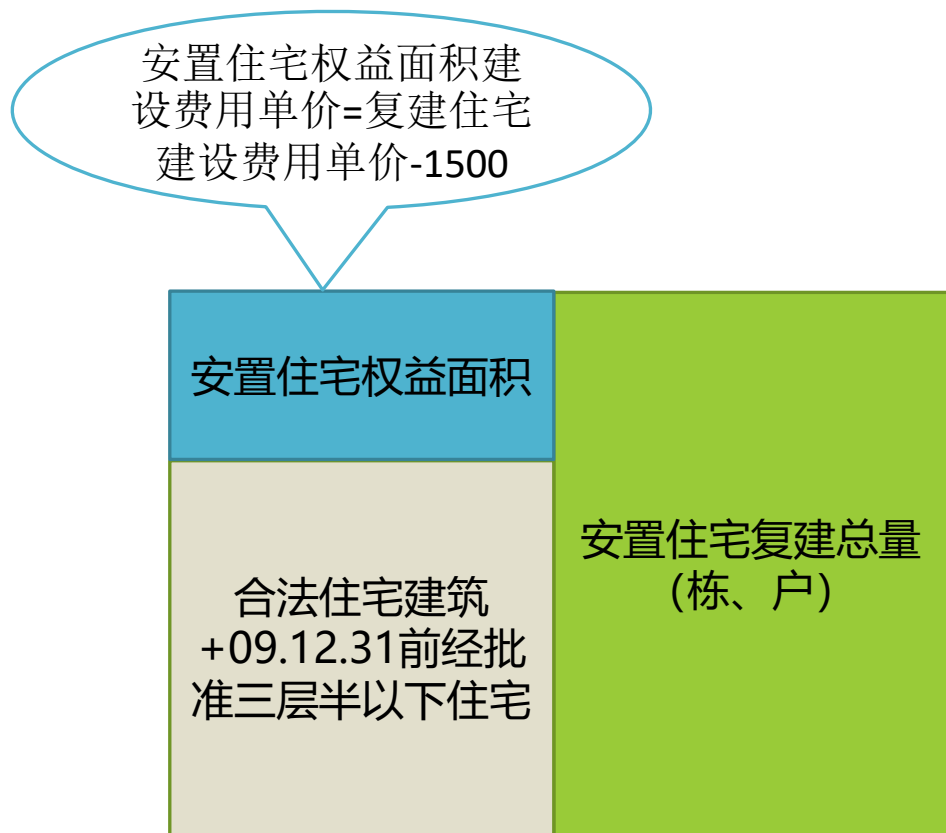 安置住宅权益面积建
设费用单价=复建住宅
建设费用单价-1500
安置住宅权益面积
合法住宅建筑
+09.12.31前经批
准三层半以下住宅
安置住宅复建总量
（栋、户）